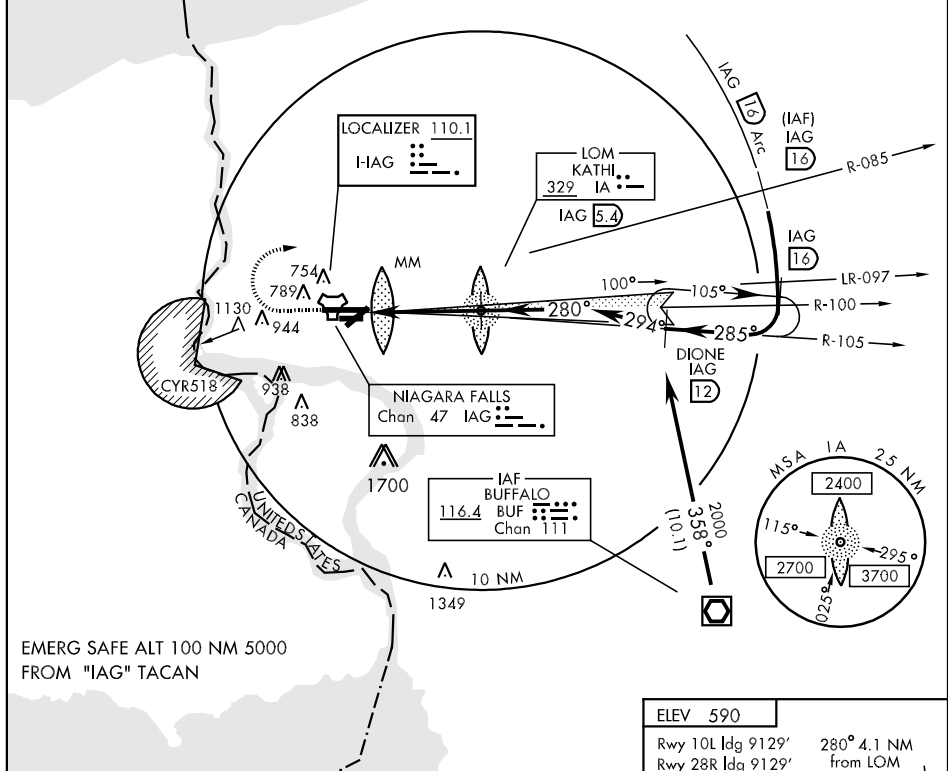 IAG 16 Arc
(IAF)
IAG
16
R-085
LOCALIZER 110.1
I-IAG
LOM
KATHI
329 IA
IAG 5.4
IAG
16
754
MM
789
100°
105°
LR-097
R-100
1130
944
280°
294°
285°
R-105
DIONE
IAG
12
CYR518
938
838
NIAGARA FALLS
Chan 47 IAG
1700
IAF
BUFFALO
116.4 BUF
Chan 111
2000
358°
(10.1)
MSA IA 25 NM
2400
115°
295°
2700
3700
025°
UNITED STATES
CANADA
10 NM
1349
EMERG SAFE ALT 100 NM 5000
FROM "IAG" TACAN
ELEV 590
Rwy 10L ldg 9129'
Rwy 28R ldg 9129'
280° 4.1 NM
from LOM